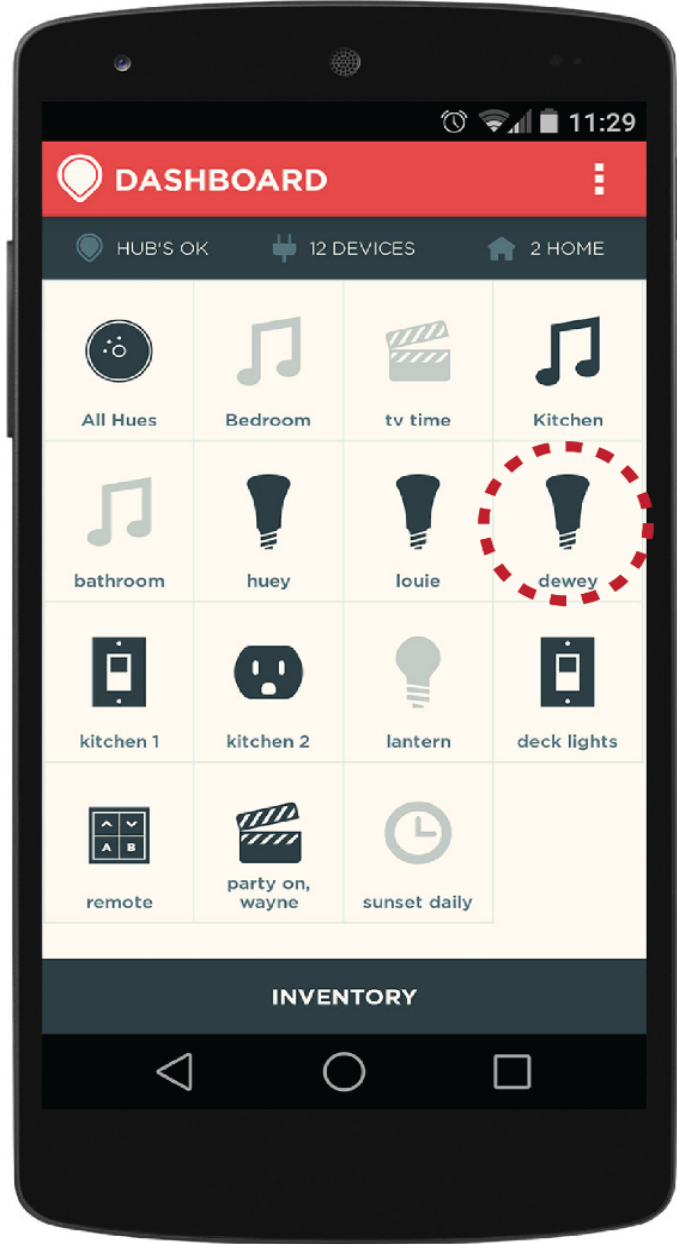 11:29
DASHBOARD
HUB'S OK 12 DEVICES 2 HOME
All Hues Bedroom tv time Kitchen
bathroom huey louie dewey
kitchen 1 kitchen 2 lantern deck lights
A B
remote party on, wayne sunset daily
INVENTORY